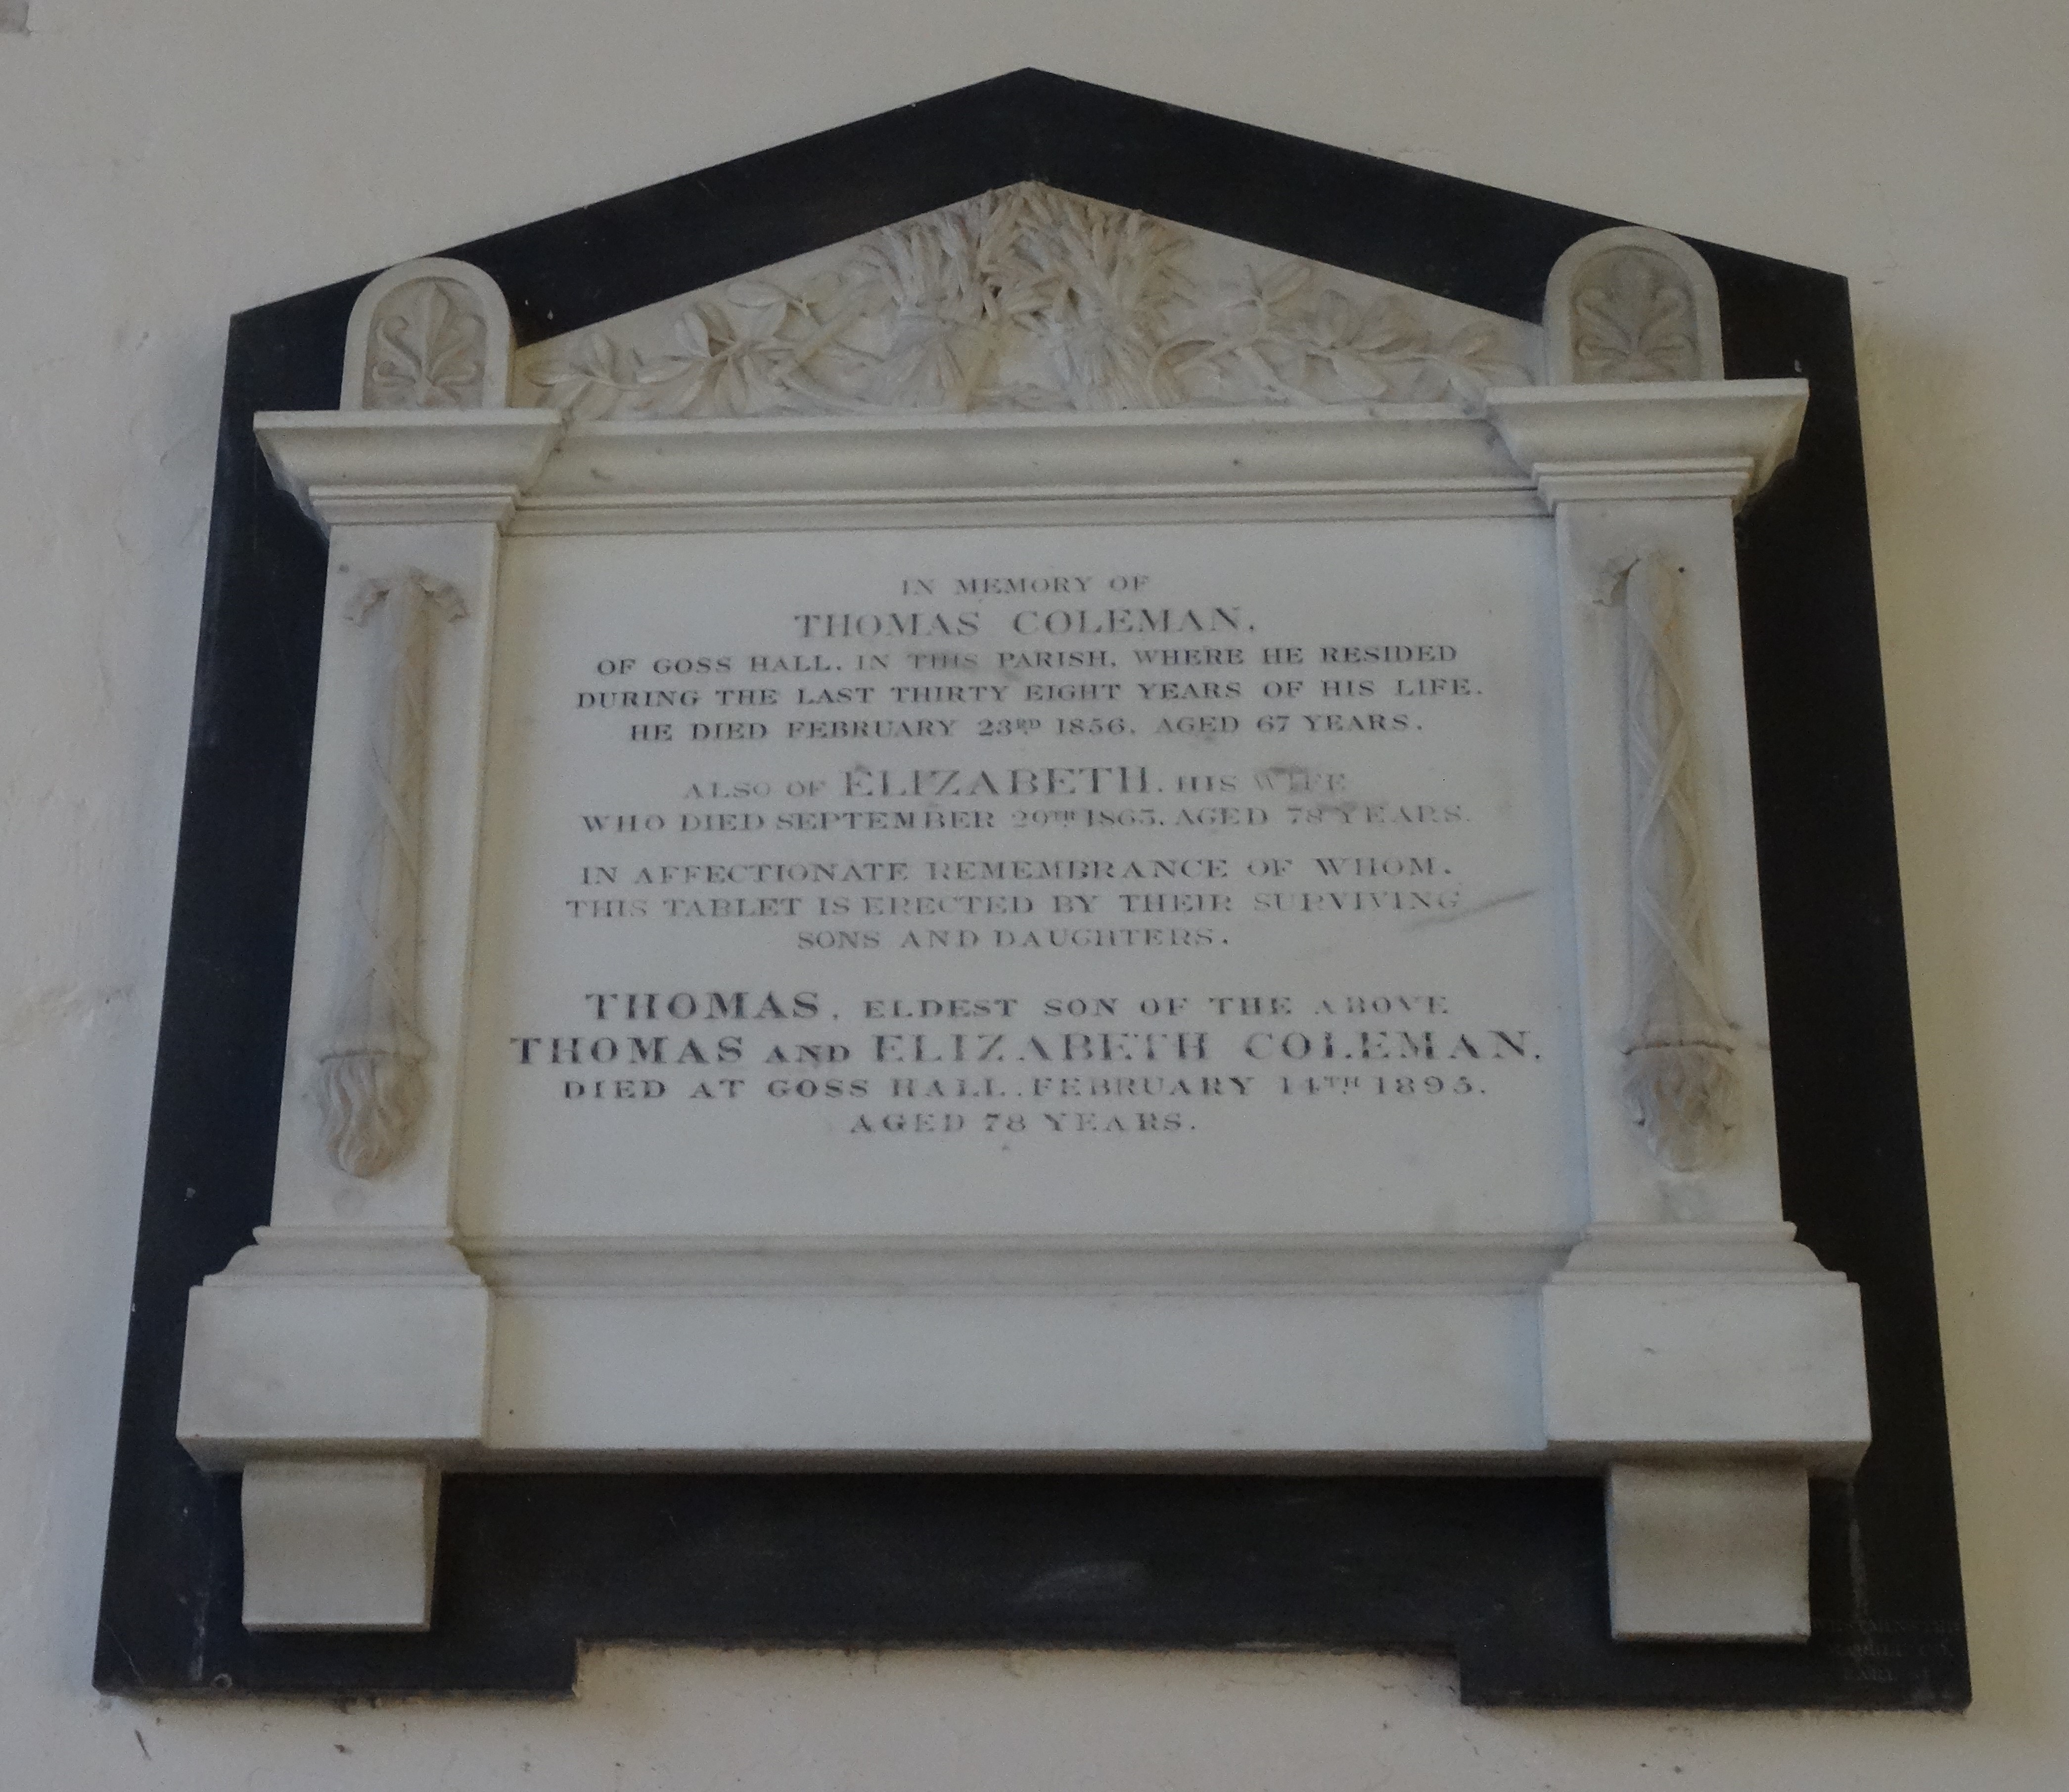 IN MEMORY OF
THOMAS COLEMAN,
OF GOSS HALL, IN THIS PARISH, WHERE HE RESIDED
DURING THE LAST THIRTY EIGHT YEARS OF HIS LIFE.
HE DIED FEBRUARY 23RD 1856, AGED 67 YEARS.
ALSO OF ELIZABETH, HIS WIFE
WHO DIED SEPTEMBER 29TH 1865, AGED 78 YEARS.
IN AFFECTIONATE REMEMBRANCE OF WHOM,
THIS TABLET IS ERECTED BY THEIR SURVIVING
SONS AND DAUGHTERS.
THOMAS, ELDEST SON OF THE ABOVE
THOMAS AND ELIZABETH COLEMAN,
DIED AT GOSS HALL, FEBRUARY 14TH 1895.
AGED 78 YEARS.